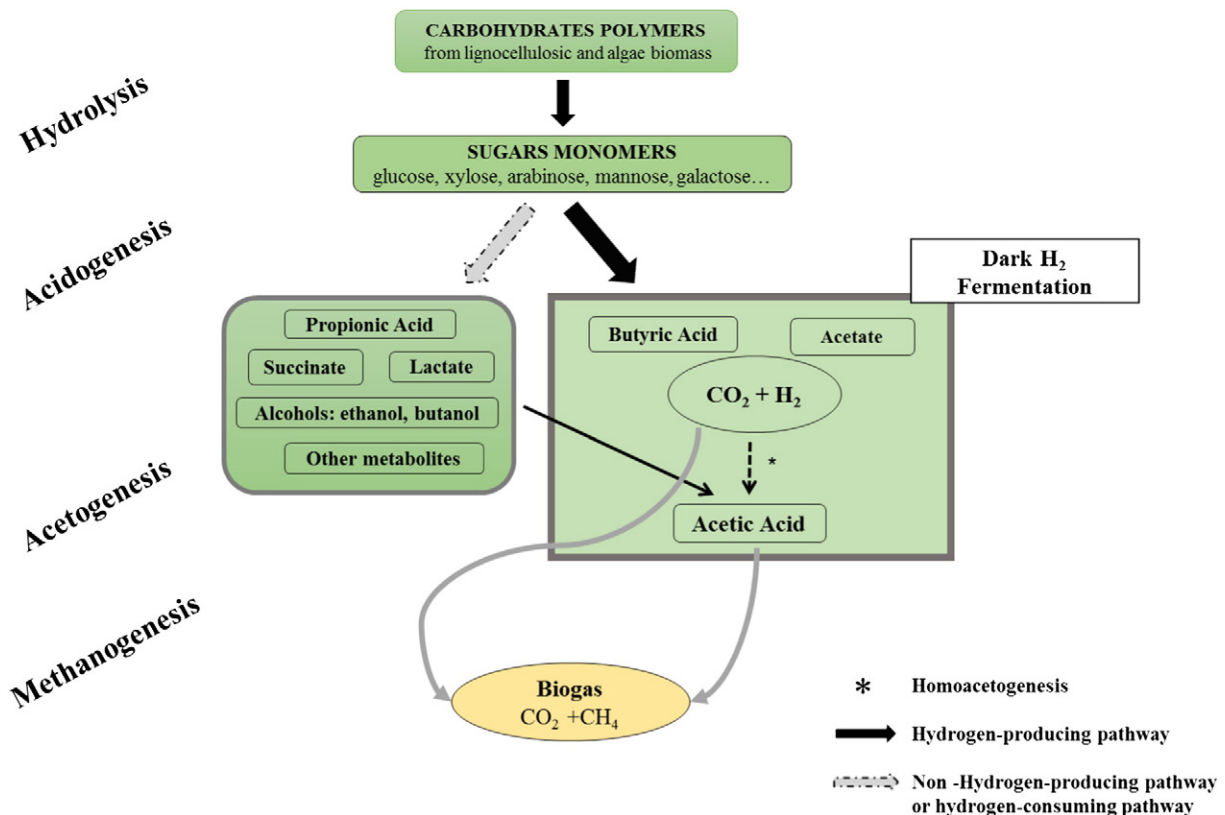 CARBOHYDRATES POLYMERS
from lignocellulosic and algae biomass
Hydrolysis
SUGARS MONOMERS
glucose, xylose, arabinose, mannose, galactose…
Acidogenesis
Dark H₂
Fermentation
Propionic Acid
Succinate
Lactate
Alcohols: ethanol, butanol
Other metabolites
Butyric Acid
Acetate
CO₂ + H₂
*
Acetic Acid
Acetogenesis
Methanogenesis
Biogas
CO₂ +CH₄
* Homoacetogenesis
Hydrogen-producing pathway
Non -Hydrogen-producing pathway
or hydrogen-consuming pathway